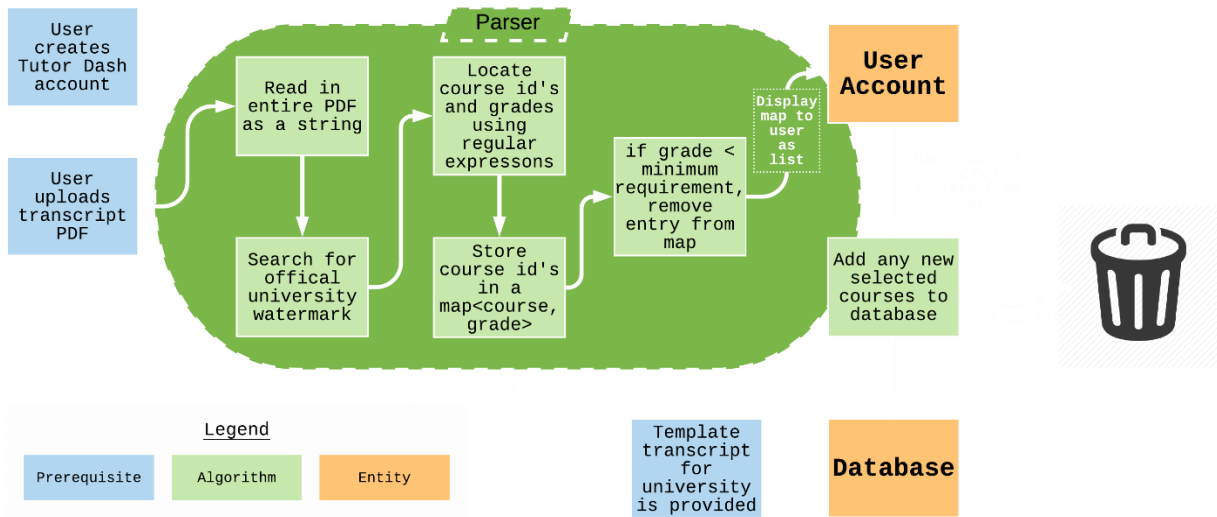 User
creates
Tutor Dash
account
User
uploads
transcript
PDF
Parser
Read in
entire PDF
as a string
Search for
offical
university
watermark
Locate
course id's
and grades
using
regular
expressons
Store
course id's
in a
map<course,
grade>
if grade <
minimum
requirement,
remove
entry from
map
Display
map to
user
as
list
User
Account
Add any new
selected
courses to
database
Template
transcript
for
university
is provided
Database
Legend
Prerequisite
Algorithm
Entity